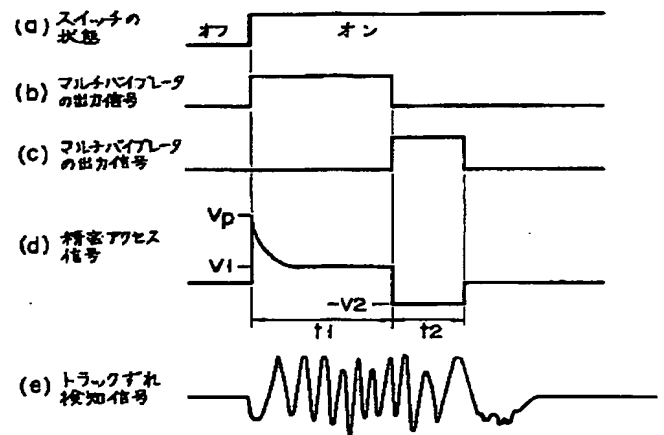 (a) スイッチの
状態
オフ オン
(b) マルチバイブレータ
の出力信号
(c) マルチバイブレータ
の出力信号
(d) 精密アクセス
信号
Vp
V1
-V2
t1 t2
(e) トラックずれ
検知信号